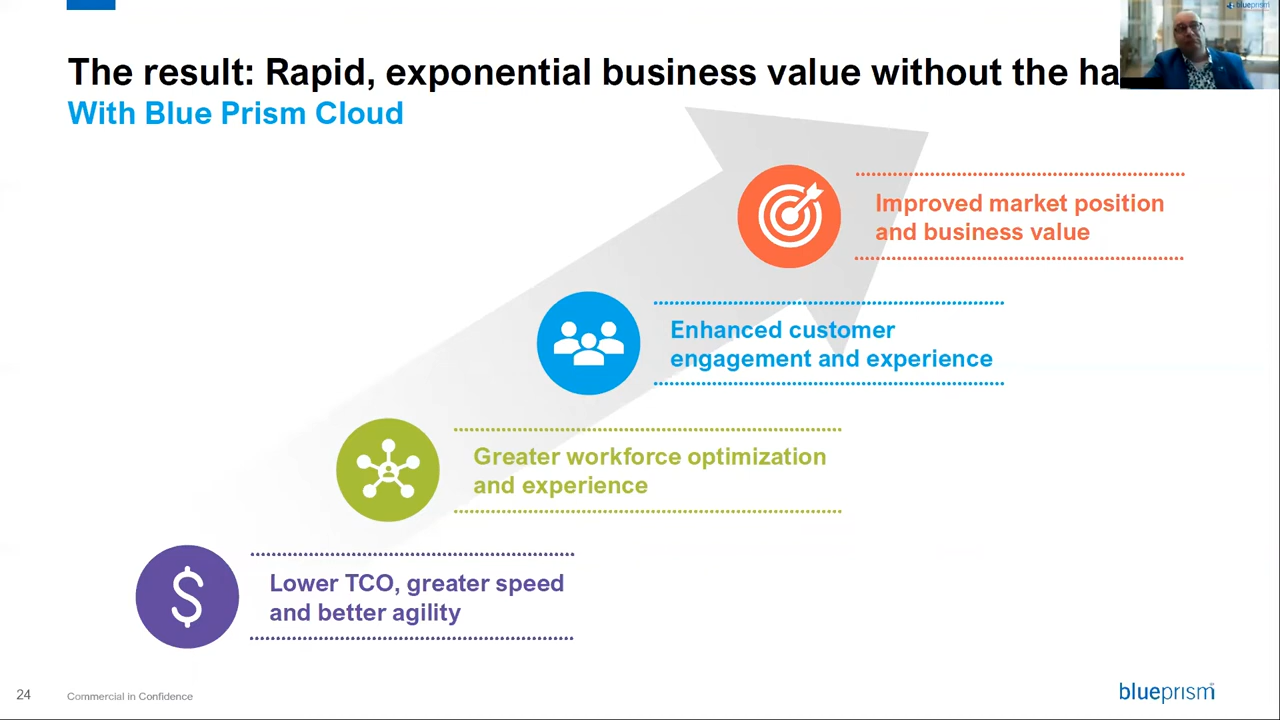 The result: Rapid, exponential business value without the
With Blue Prism Cloud
blueprism
Improved market position
and business value
Enhanced customer
engagement and experience
Greater workforce optimization
and experience
$
Lower TCO, greater speed
and better agility
24
Commercial in Confidence
blueprism